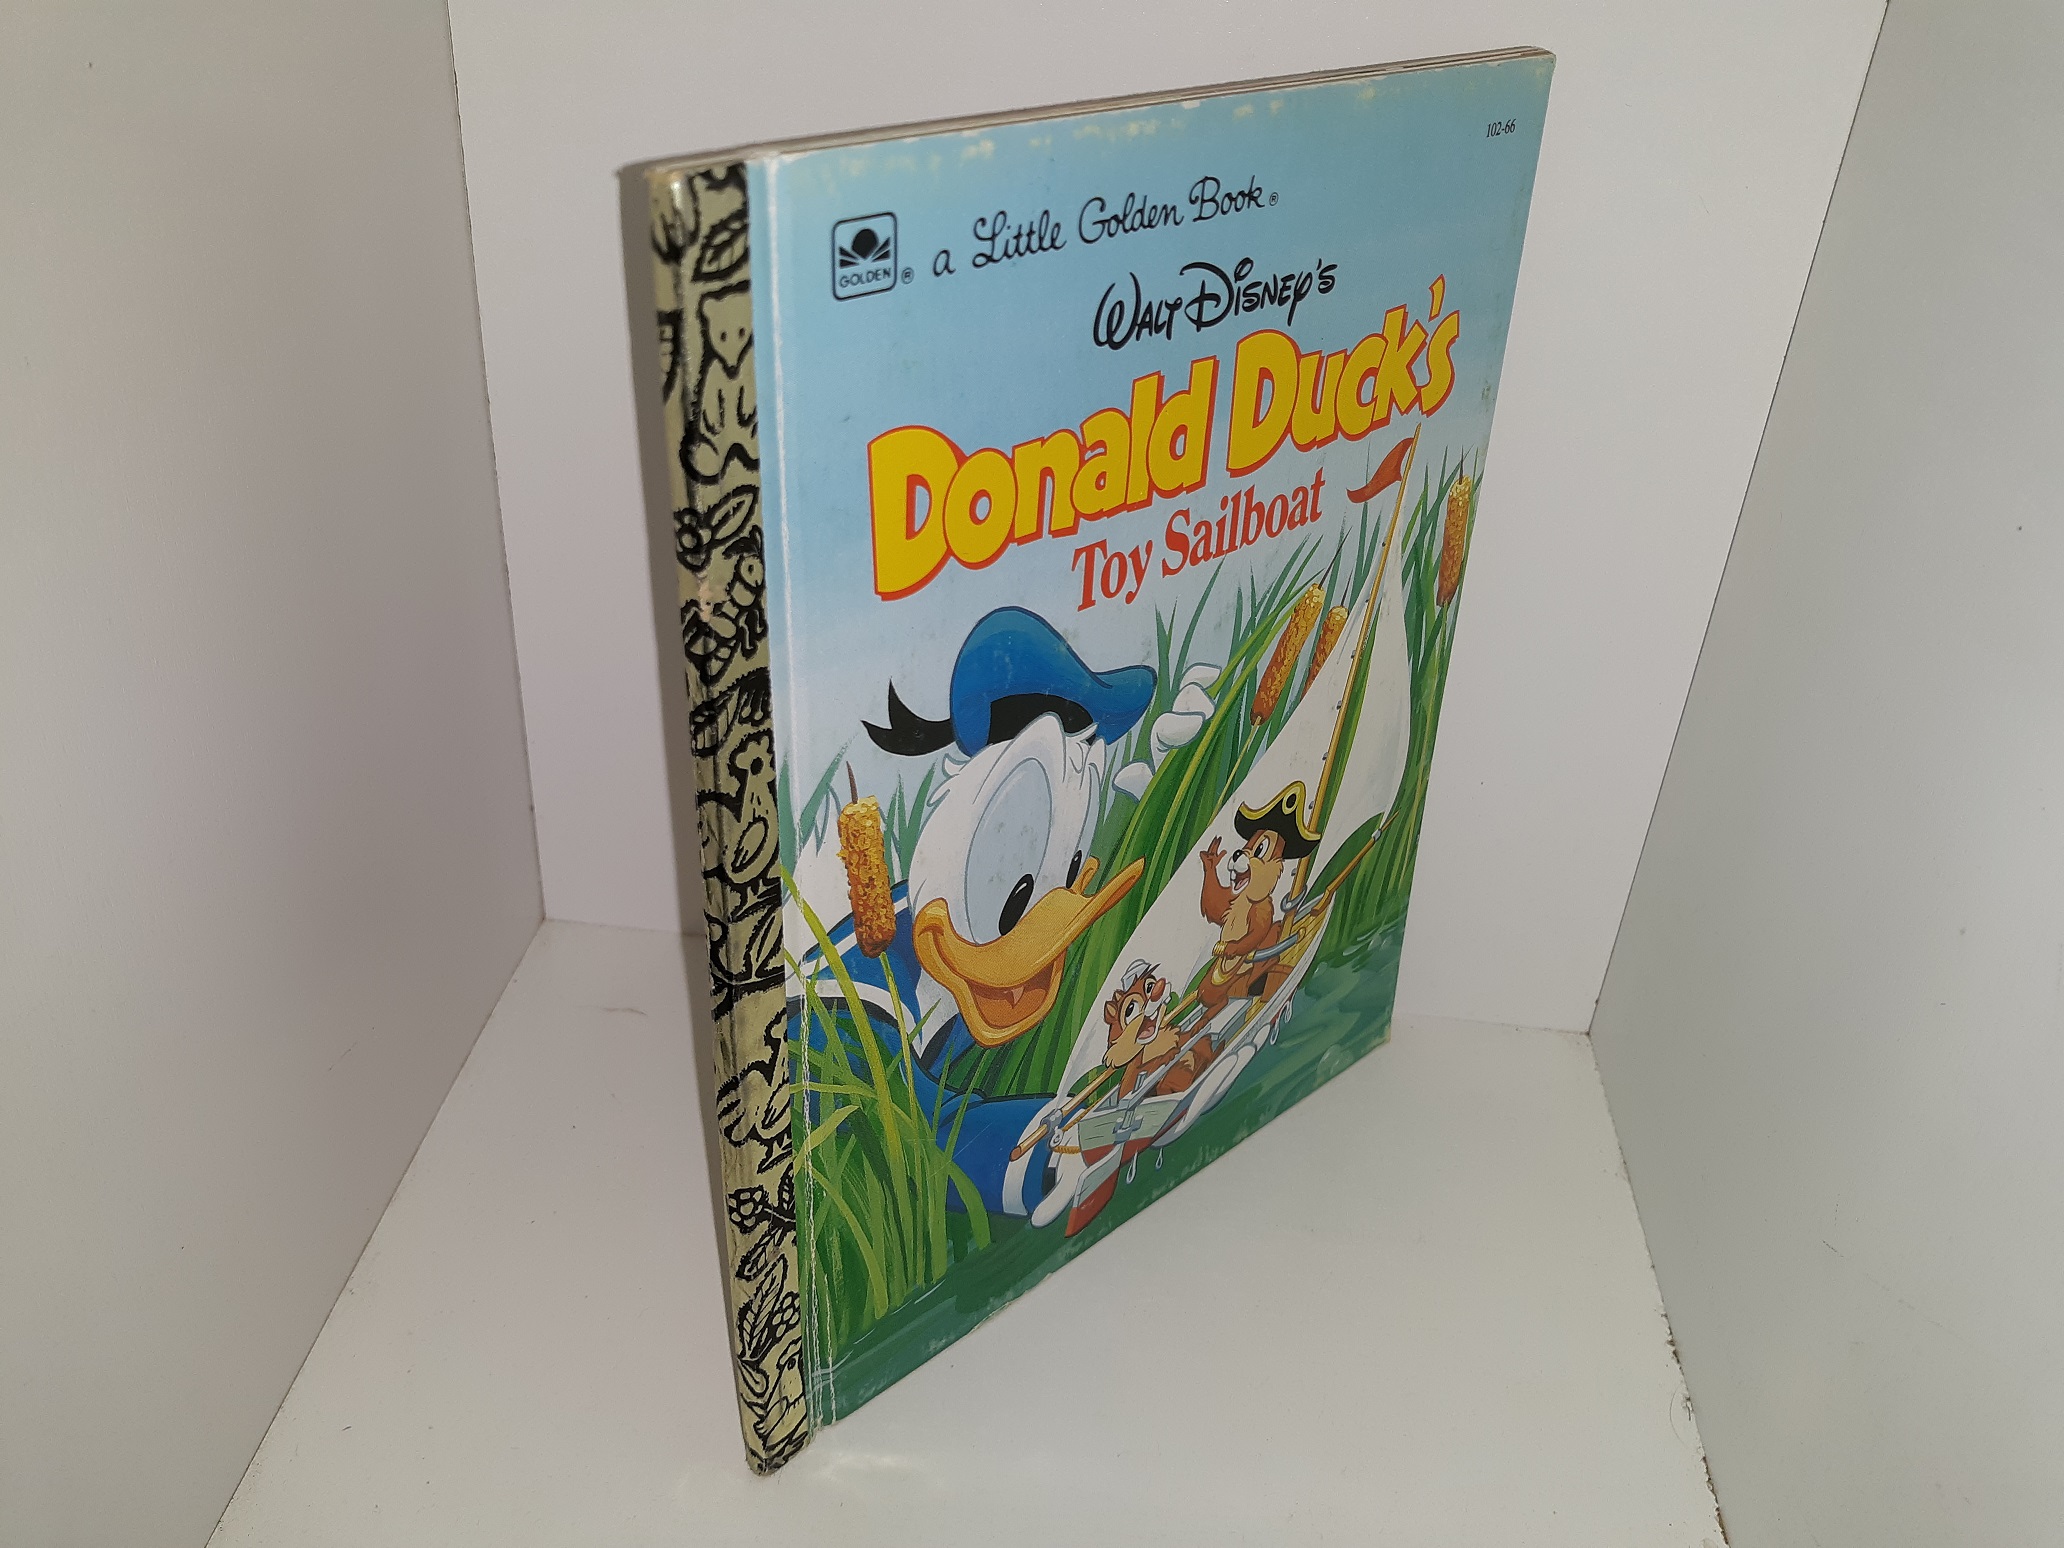 102-66
GOLDEN ®
a Little Golden Book®
WALT DISNEY'S
Donald Duck's
Toy Sailboat